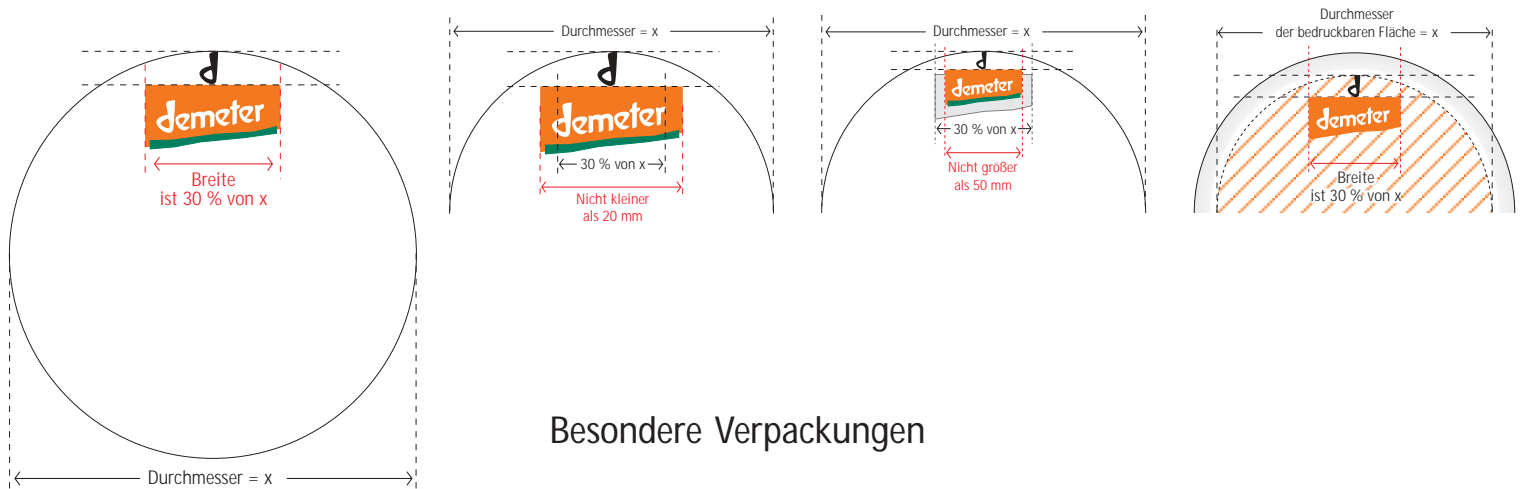 d
demeter
Breite
ist 30 % von x
Durchmesser = x
Durchmesser = x
d
demeter
30 % von x
Nicht kleiner
als 20 mm
Durchmesser = x
d
demeter
30 % von x
Nicht größer
als 50 mm
Durchmesser
der bedruckbaren Fläche = x
d
demeter
Breite
ist 30 % von x
Besondere Verpackungen